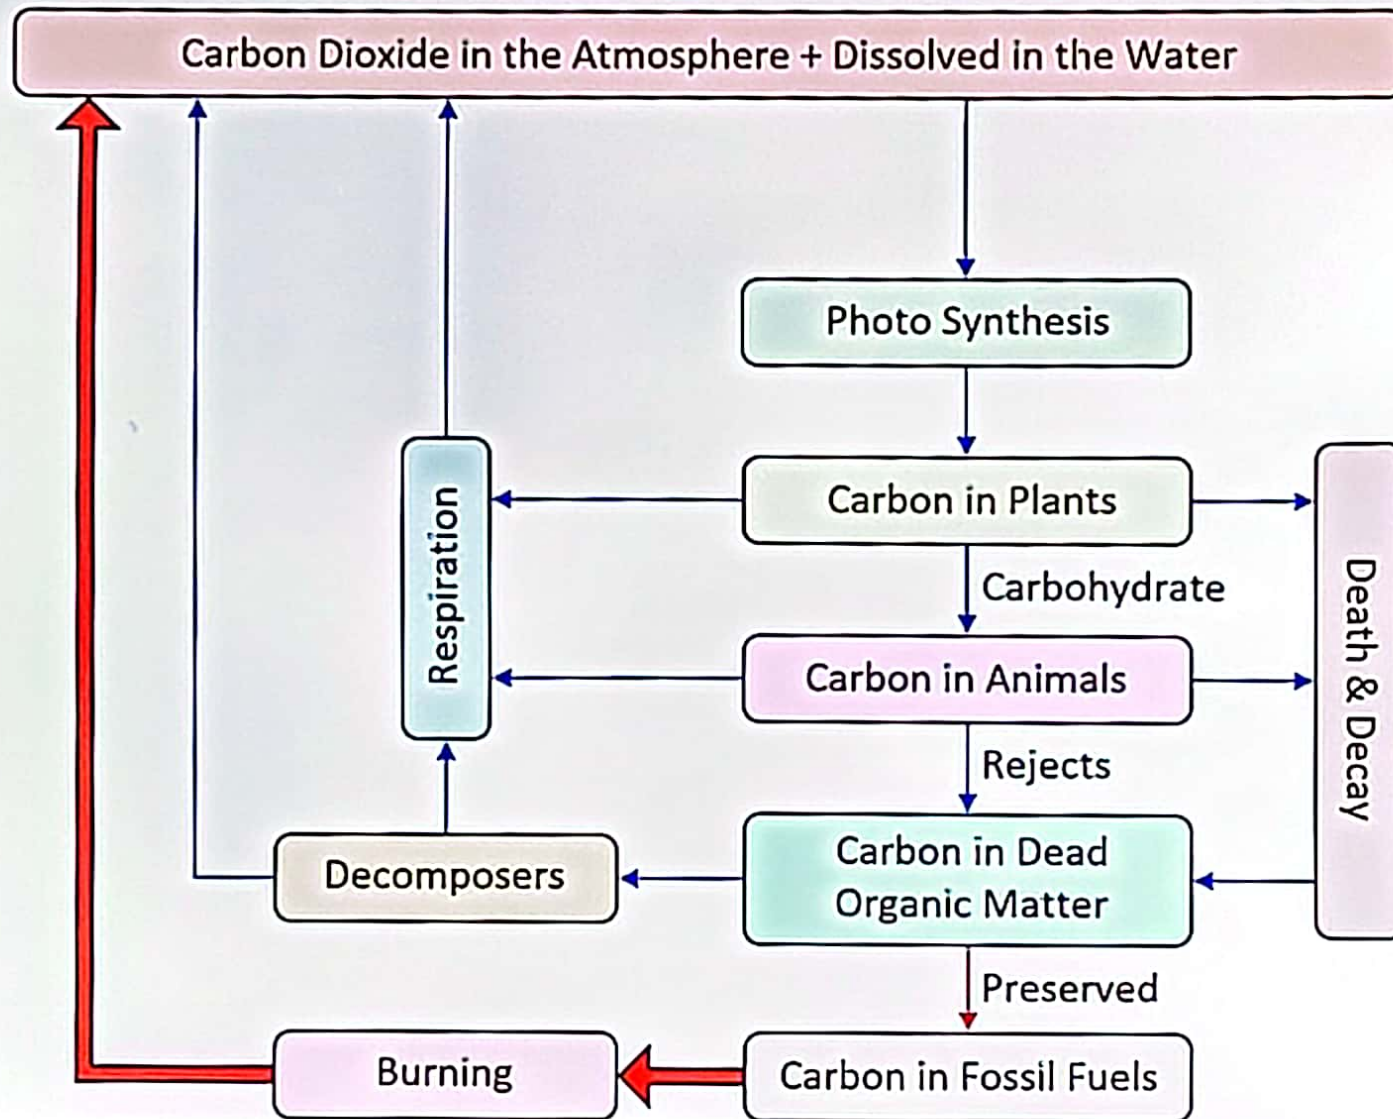 Carbon Dioxide in the Atmosphere + Dissolved in the Water
Photo Synthesis
Carbon in Plants
Respiration
Carbohydrate
Carbon in Animals
Death & Decay
Rejects
Carbon in Dead
Organic Matter
Decomposers
Preserved
Burning
Carbon in Fossil Fuels